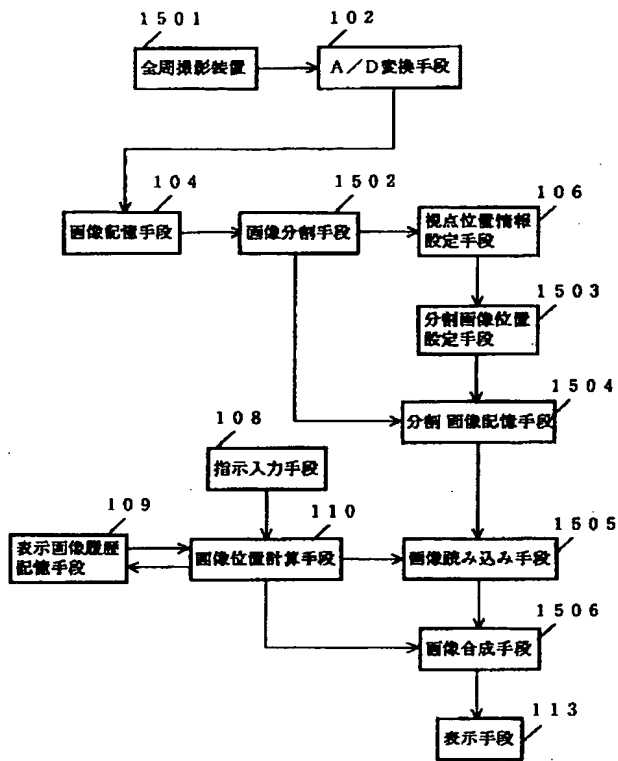 1501
102
全周撮影装置
A/D変換手段
104
1502
106
画像記憶手段
画像分割手段
視点位置情報
設定手段
1503
分割画像位置
設定手段
1504
分割画像記憶手段
108
指示入力手段
109
110
1505
表示画像履歴
記憶手段
画像位置計算手段
画像読み込み手段
1506
画像合成手段
113
表示手段